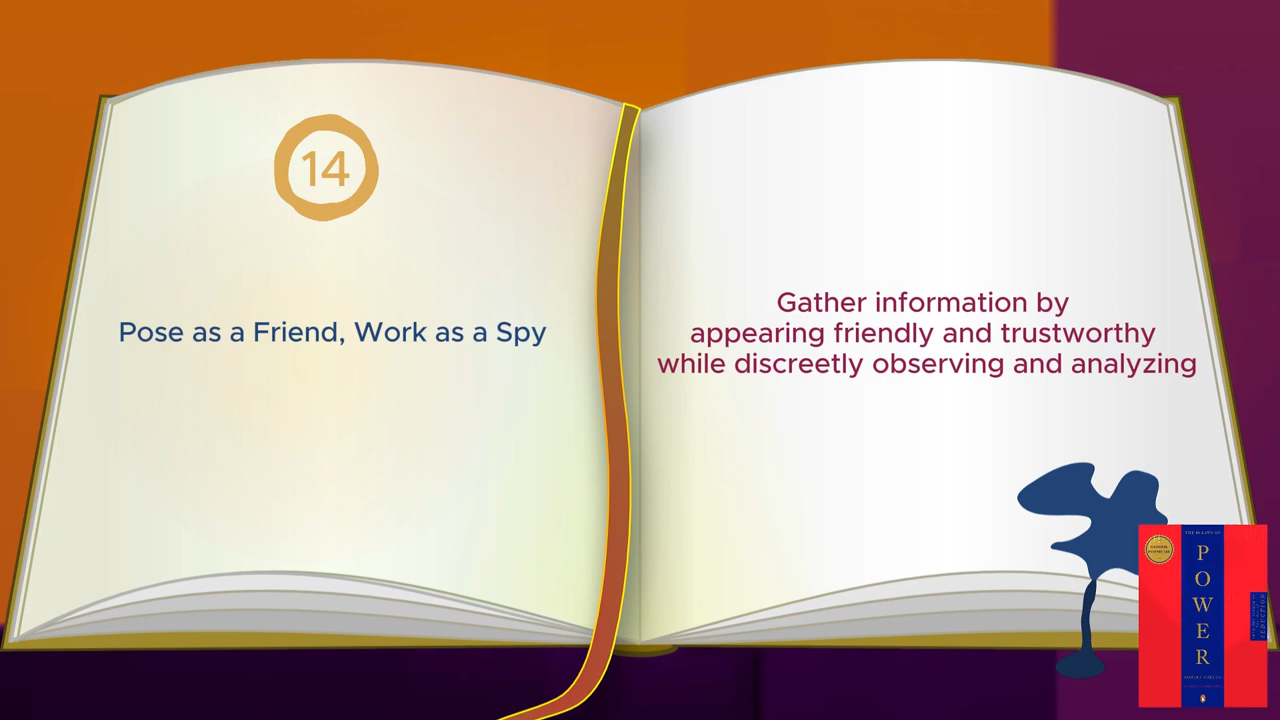 14
Pose as a Friend, Work as a Spy
Gather information by
appearing friendly and trustworthy
while discreetly observing and analyzing
POWER